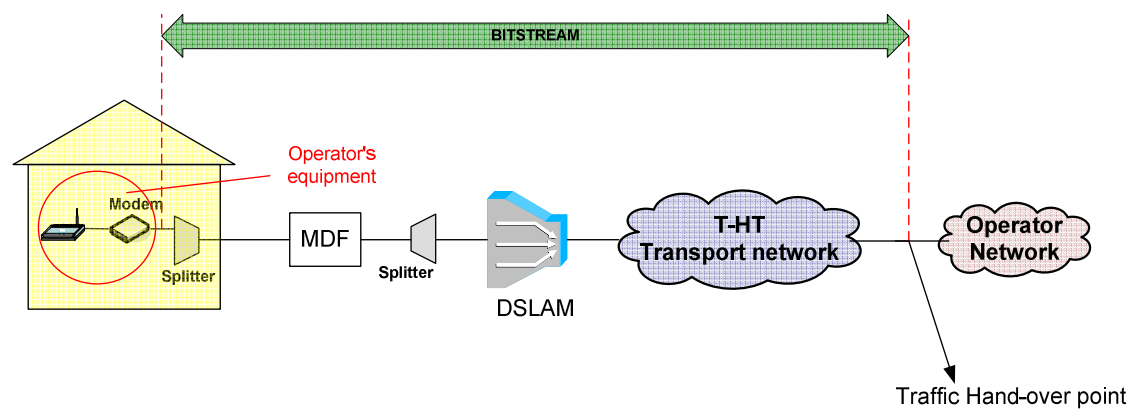 BITSTREAM
Operator's
equipment
Modem
Splitter
MDF
Splitter
DSLAM
T-HT
Transport network
Operator
Network
Traffic Hand-over point